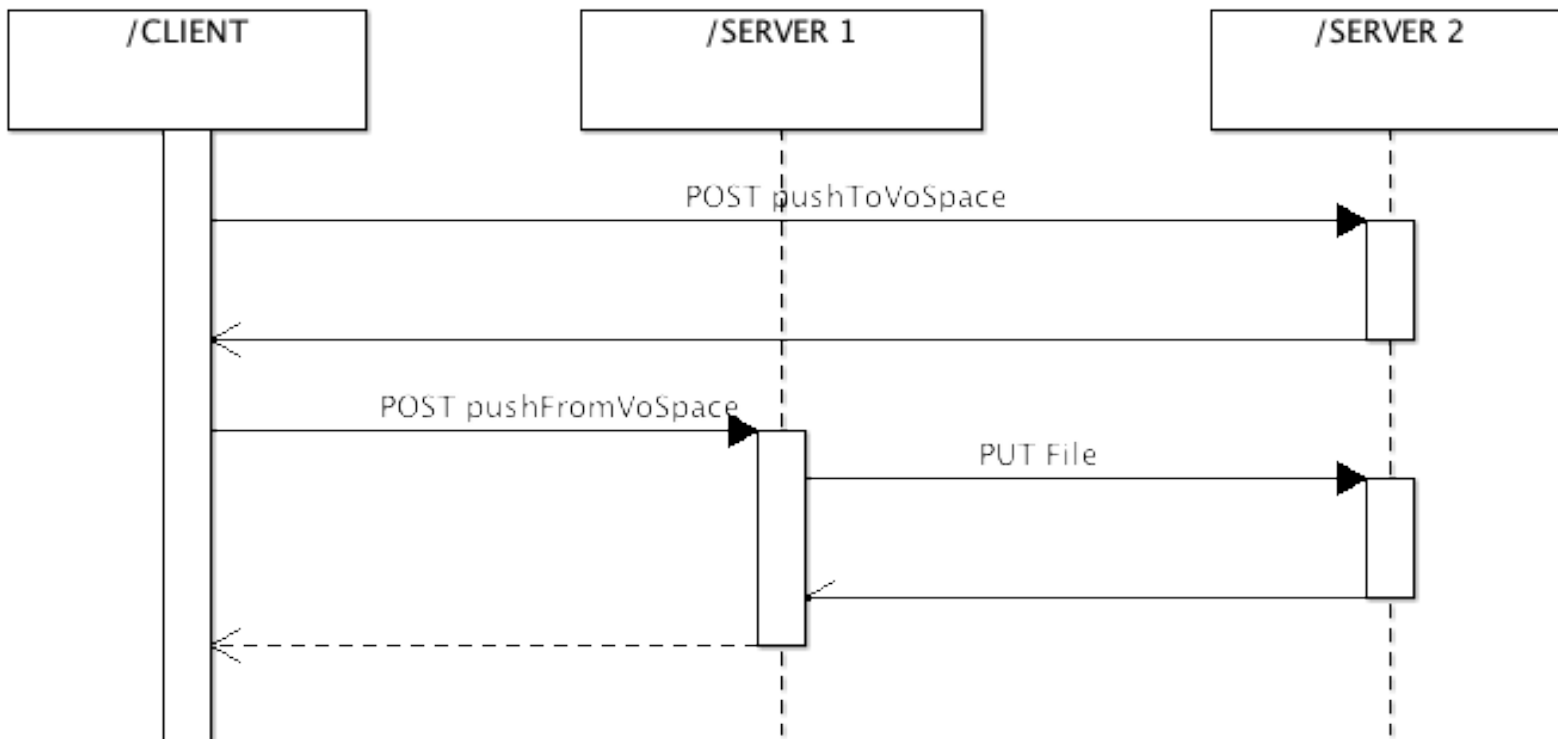 /CLIENT
/SERVER 1
/SERVER 2
POST pushToVoSpace
POST pushFromVoSpace
PUT File